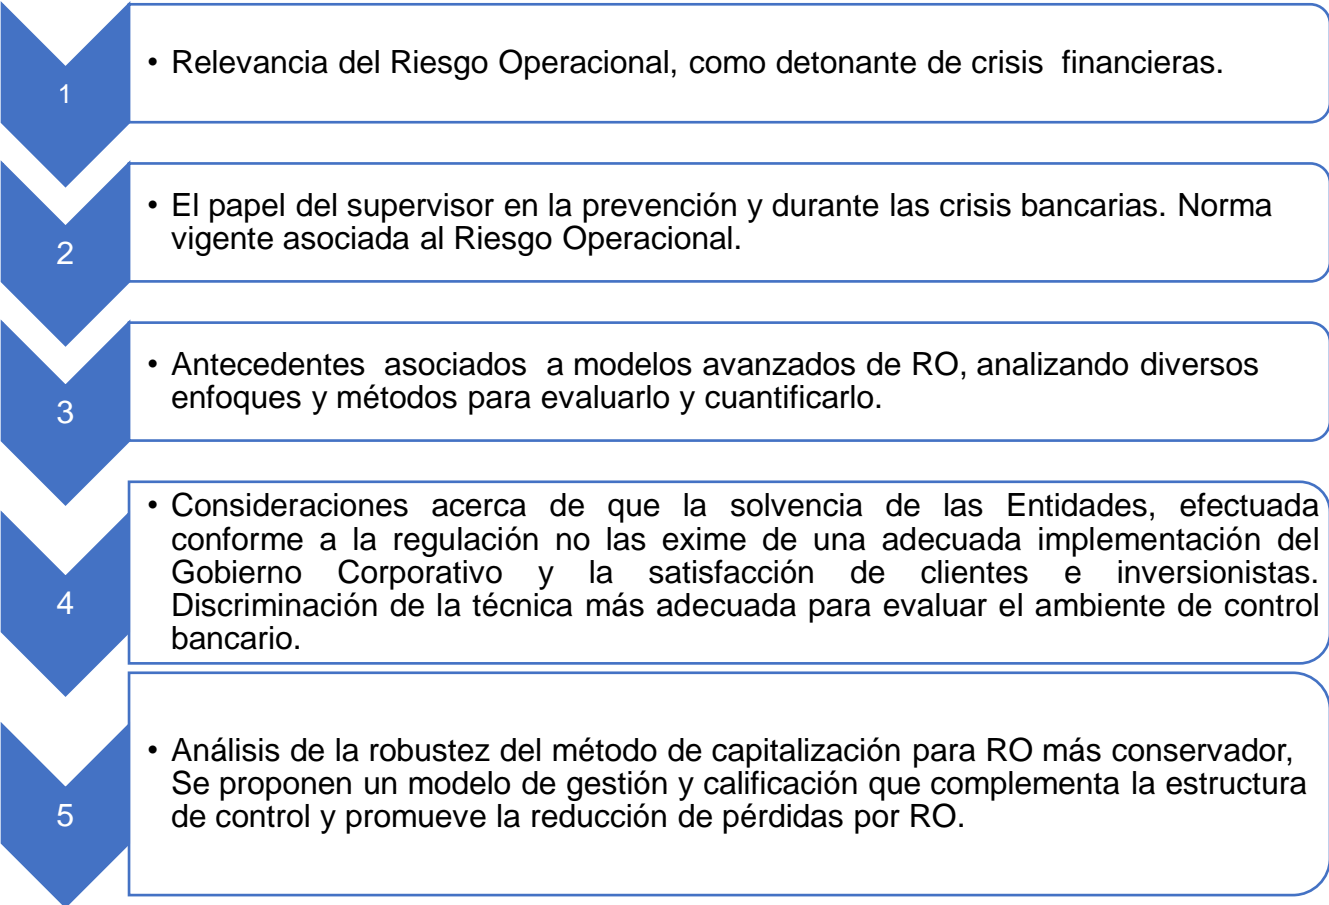 1
• Relevancia del Riesgo Operacional, como detonante de crisis  financieras.
2
• El papel del supervisor en la prevención y durante las crisis bancarias. Norma
vigente asociada al Riesgo Operacional.
3
• Antecedentes  asociados  a modelos avanzados de RO, analizando diversos
enfoques y métodos para evaluarlo y cuantificarlo.
4
• Consideraciones acerca de que la solvencia de las Entidades, efectuada
conforme a la regulación no las exime de una adecuada implementación del
Gobierno Corporativo y la satisfacción de clientes e inversionistas.
Discriminación de la técnica más adecuada para evaluar el ambiente de control
bancario.
5
• Análisis de la robustez del método de capitalización para RO más conservador,
Se proponen un modelo de gestión y calificación que complementa la estructura
de control y promueve la reducción de pérdidas por RO.